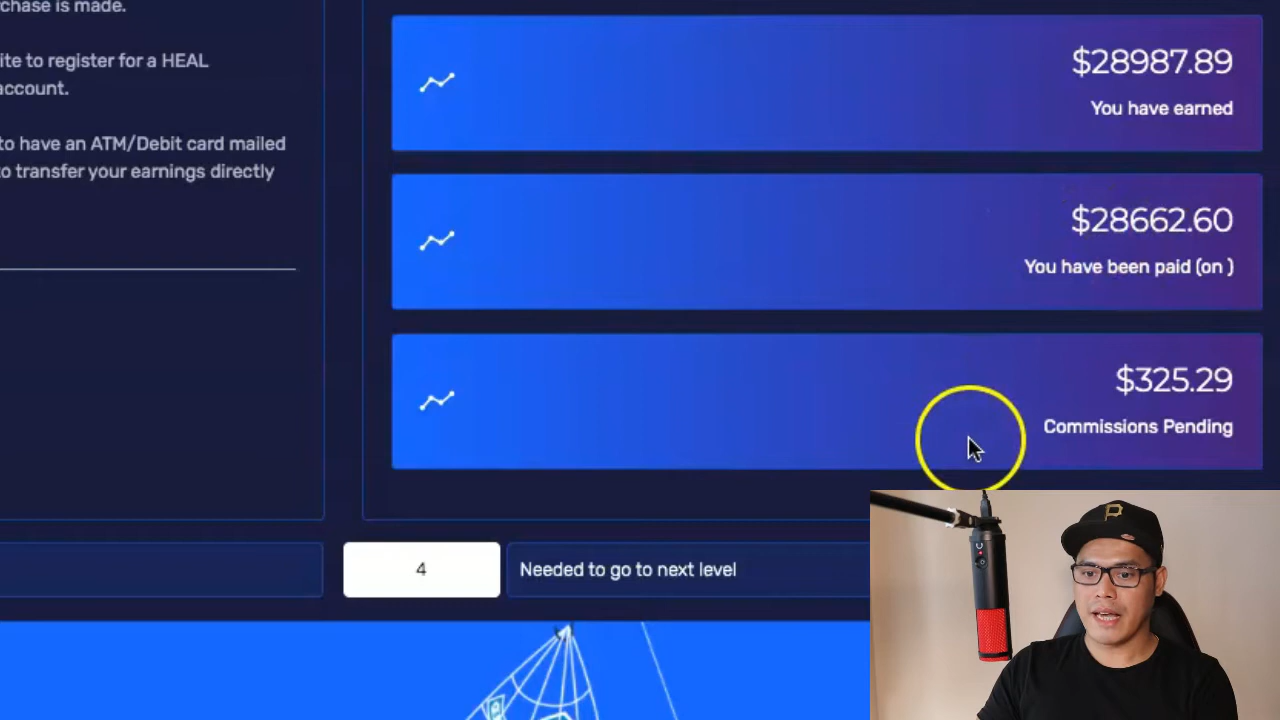 rchase is made.
ite to register for a HEAL
account.
to have an ATM/Debit card mailed
o transfer your earnings directly
$28987.89
You have earned
$28662.60
You have been paid (on )
$325.29
Commissions Pending
4
Needed to go to next level
P